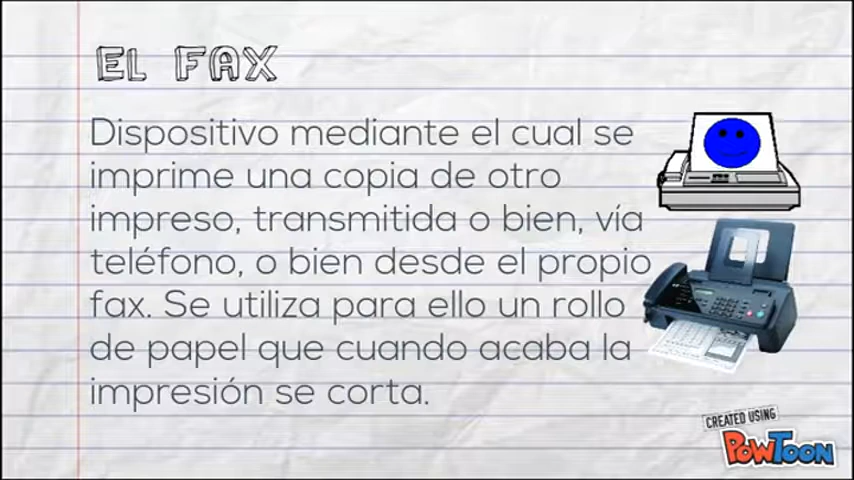 EL FAX
Dispositivo mediante el cual se
imprime una copia de otro
impreso, transmitida o bien, vía
teléfono, o bien desde el propio
fax. Se utiliza para ello un rollo
de papel que cuando acaba la
impresión se corta.
CREATED USING
POWTOON